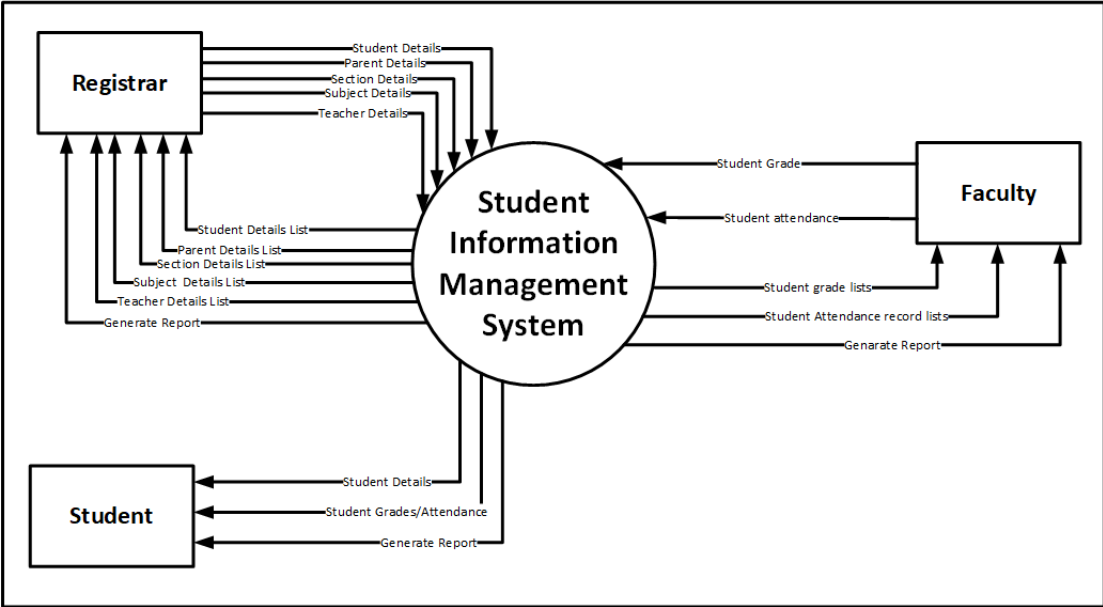 Student Details
Parent Details
Section Details
Subject Details
Teacher Details
Registrar
Student Grade
Student attendance
Faculty
Student
Information
Management
System
Student Details List
Parent Details List
Section Details List
Subject  Details List
Teacher Details List
Generate Report
Student grade lists
Student Attendance record lists
Genarate Report
Student
Student Details
Student Grades/Attendance
Generate Report